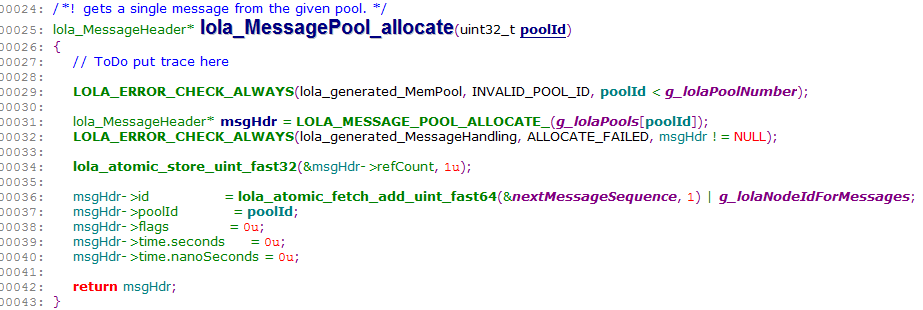 00024: /*! gets a single message from the given pool. */
00025: lola_MessageHeader* lola_MessagePool_allocate(uint32_t poolId)
00026: {
00027: // ToDo put trace here
00028:
00029: LOLA_ERROR_CHECK_ALWAYS(lola_generated_MemPool, INVALID_POOL_ID, poolId < g_lolaPoolNumber);
00030:
00031: lola_MessageHeader* msgHdr = LOLA_MESSAGE_POOL_ALLOCATE_(g_lolaPools[poolId]);
00032: LOLA_ERROR_CHECK_ALWAYS(lola_generated_MessageHandling, ALLOCATE_FAILED, msgHdr != NULL);
00033:
00034: lola_atomic_store_uint_fast32(&msgHdr->refCount, 1u);
00035:
00036: msgHdr->id = lola_atomic_fetch_add_uint_fast64(&nextMessageSequence, 1) | g_lolaNodeIdForMessages;
00037: msgHdr->poolId = poolId;
00038: msgHdr->flags = 0u;
00039: msgHdr->time.seconds = 0u;
00040: msgHdr->time.nanoSeconds = 0u;
00041:
00042: return msgHdr;
00043: }